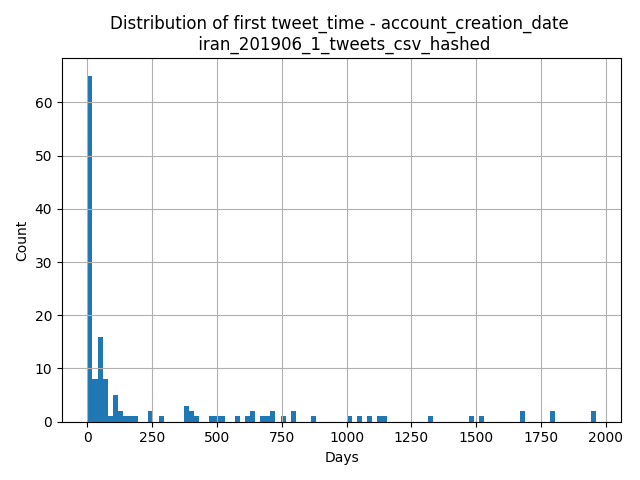 Distribution of first tweet_time - account_creation_date
iran_201906_1_tweets_csv_hashed
Count
60
50
40
30
20
10
0
0 250 500 750 1000 1250 1500 1750 2000
Days